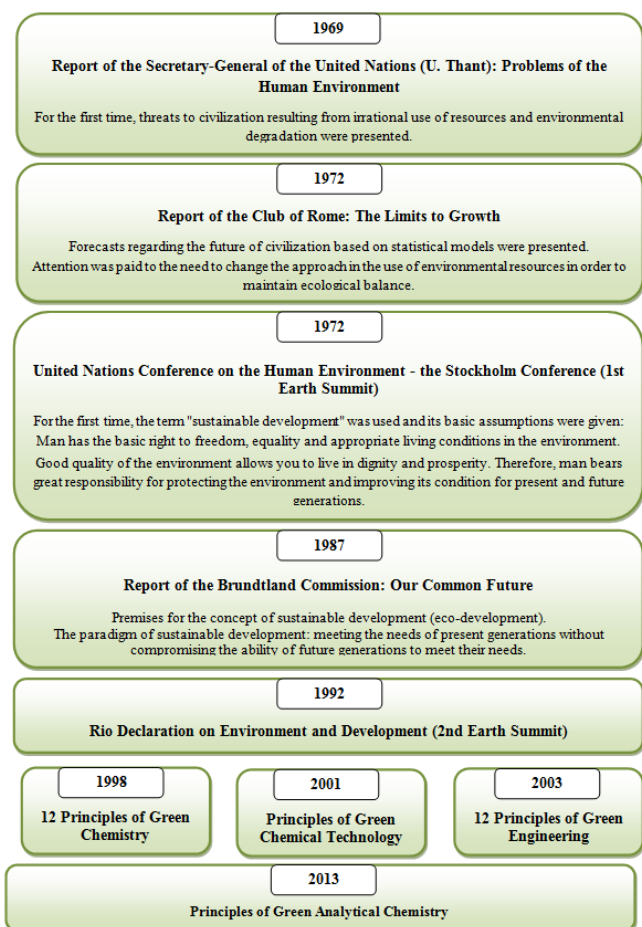 1969
Report of the Secretary-General of the United Nations (U. Thant): Problems of the
Human Environment
For the first time, threats to civilization resulting from irrational use of resources and environmental
degradation were presented.
1972
Report of the Club of Rome: The Limits to Growth
Forecasts regarding the future of civilization based on statistical models were presented.
Attention was paid to the need to change the approach in the use of environmental resources in order to
maintain ecological balance.
1972
United Nations Conference on the Human Environment - the Stockholm Conference (1st
Earth Summit)
For the first time, the term "sustainable development" was used and its basic assumptions were given:
Man has the basic right to freedom, equality and appropriate living conditions in the environment.
Good quality of the environment allows you to live in dignity and prosperity. Therefore, man bears
great responsibility for protecting the environment and improving its condition for present and future
generations.
1987
Report of the Brundtland Commission: Our Common Future
Premises for the concept of sustainable development (eco-development).
The paradigm of sustainable development: meeting the needs of present generations without
compromising the ability of future generations to meet their needs.
1992
Rio Declaration on Environment and Development (2nd Earth Summit)
1998
12 Principles of Green
Chemistry
2001
Principles of Green
Chemical Technology
2003
12 Principles of Green
Engineering
2013
Principles of Green Analytical Chemistry